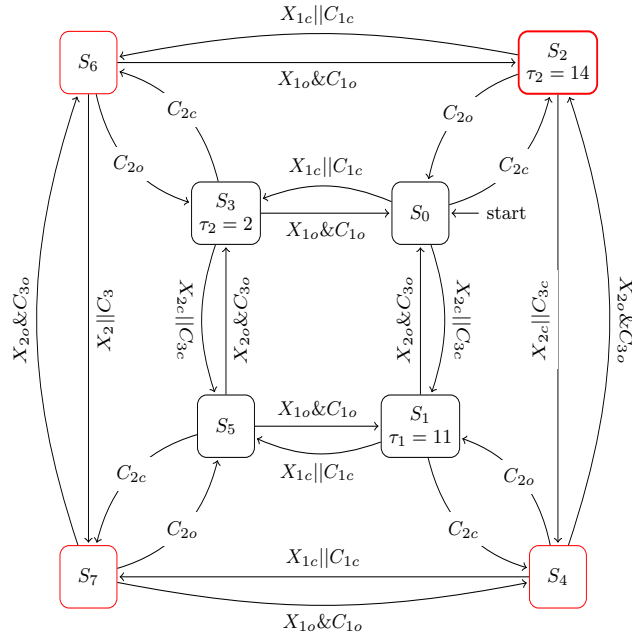 X₁c||C₁c
S₆
S₂
τ₂ = 14
X₁ₒ&C₁ₒ
C₂c
C₂ₒ
C₂ₒ
C₂c
X₁c||C₁c
S₃
τ₂ = 2
S₀
start
X₁ₒ&C₁ₒ
X₂ₒ&C₃ₒ
X₂||C₃
X₂c||C₃c
X₂ₒ&C₃ₒ
X₂ₒ&C₃ₒ
X₂c||C₃c
X₂c||C₃c
X₂ₒ&C₃ₒ
S₅
X₁ₒ&C₁ₒ
S₁
τ₁ = 11
X₁c||C₁c
C₂c
C₂ₒ
C₂ₒ
C₂c
X₁c||C₁c
S₇
S₄
X₁ₒ&C₁ₒ